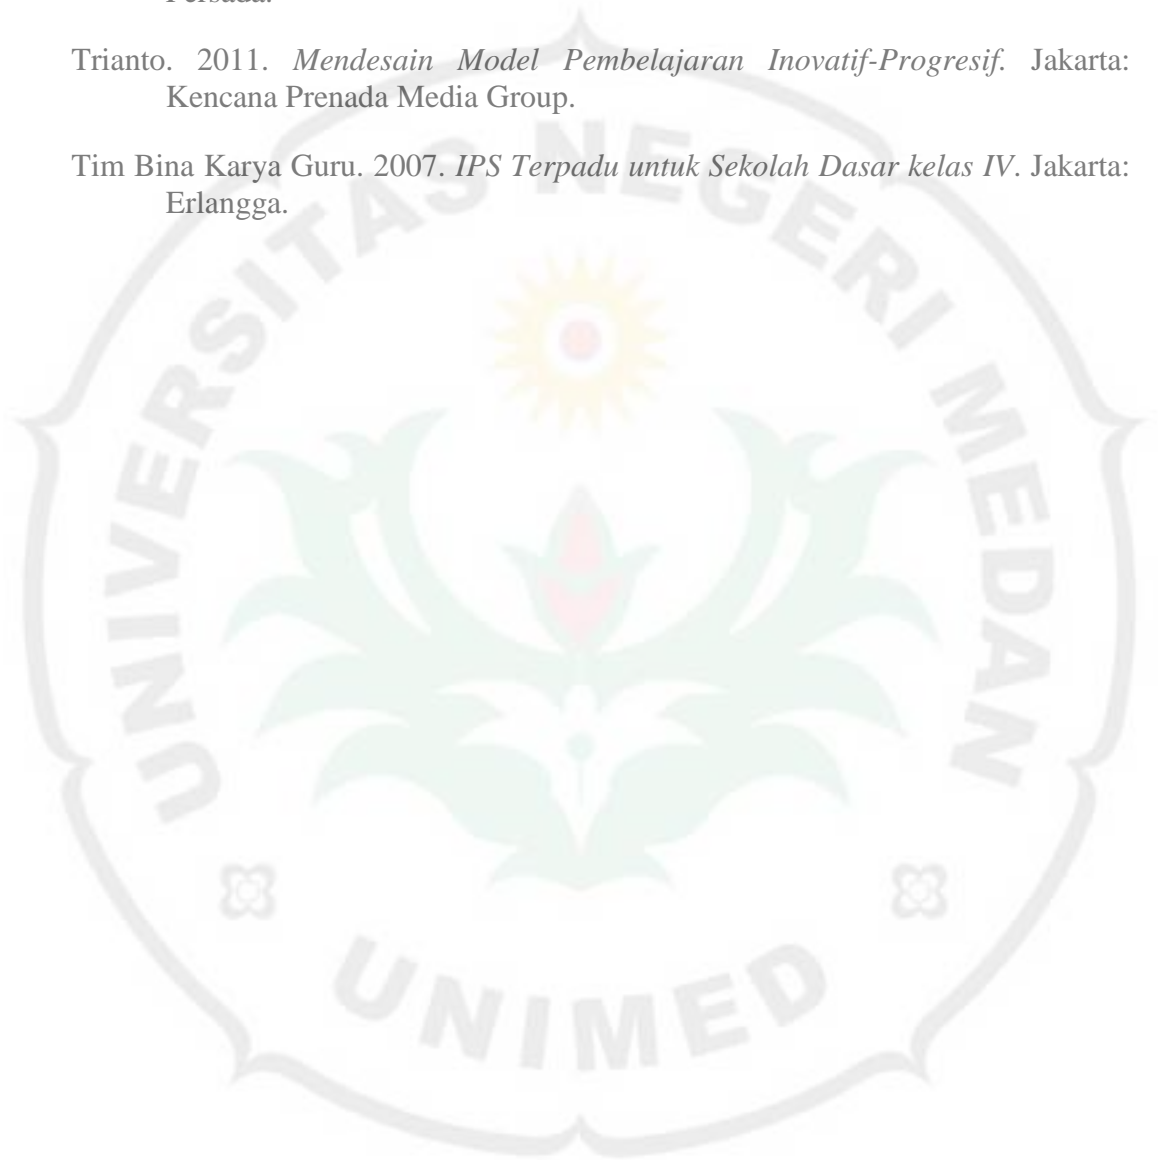 Persada.
Trianto. 2011. Mendesain Model Pembelajaran Inovatif-Progresif. Jakarta:
Kencana Prenada Media Group.
Tim Bina Karya Guru. 2007. IPS Terpadu untuk Sekolah Dasar kelas IV. Jakarta:
Erlangga.
UNIVERSITAS NEGERI MEDAN
UNIMED